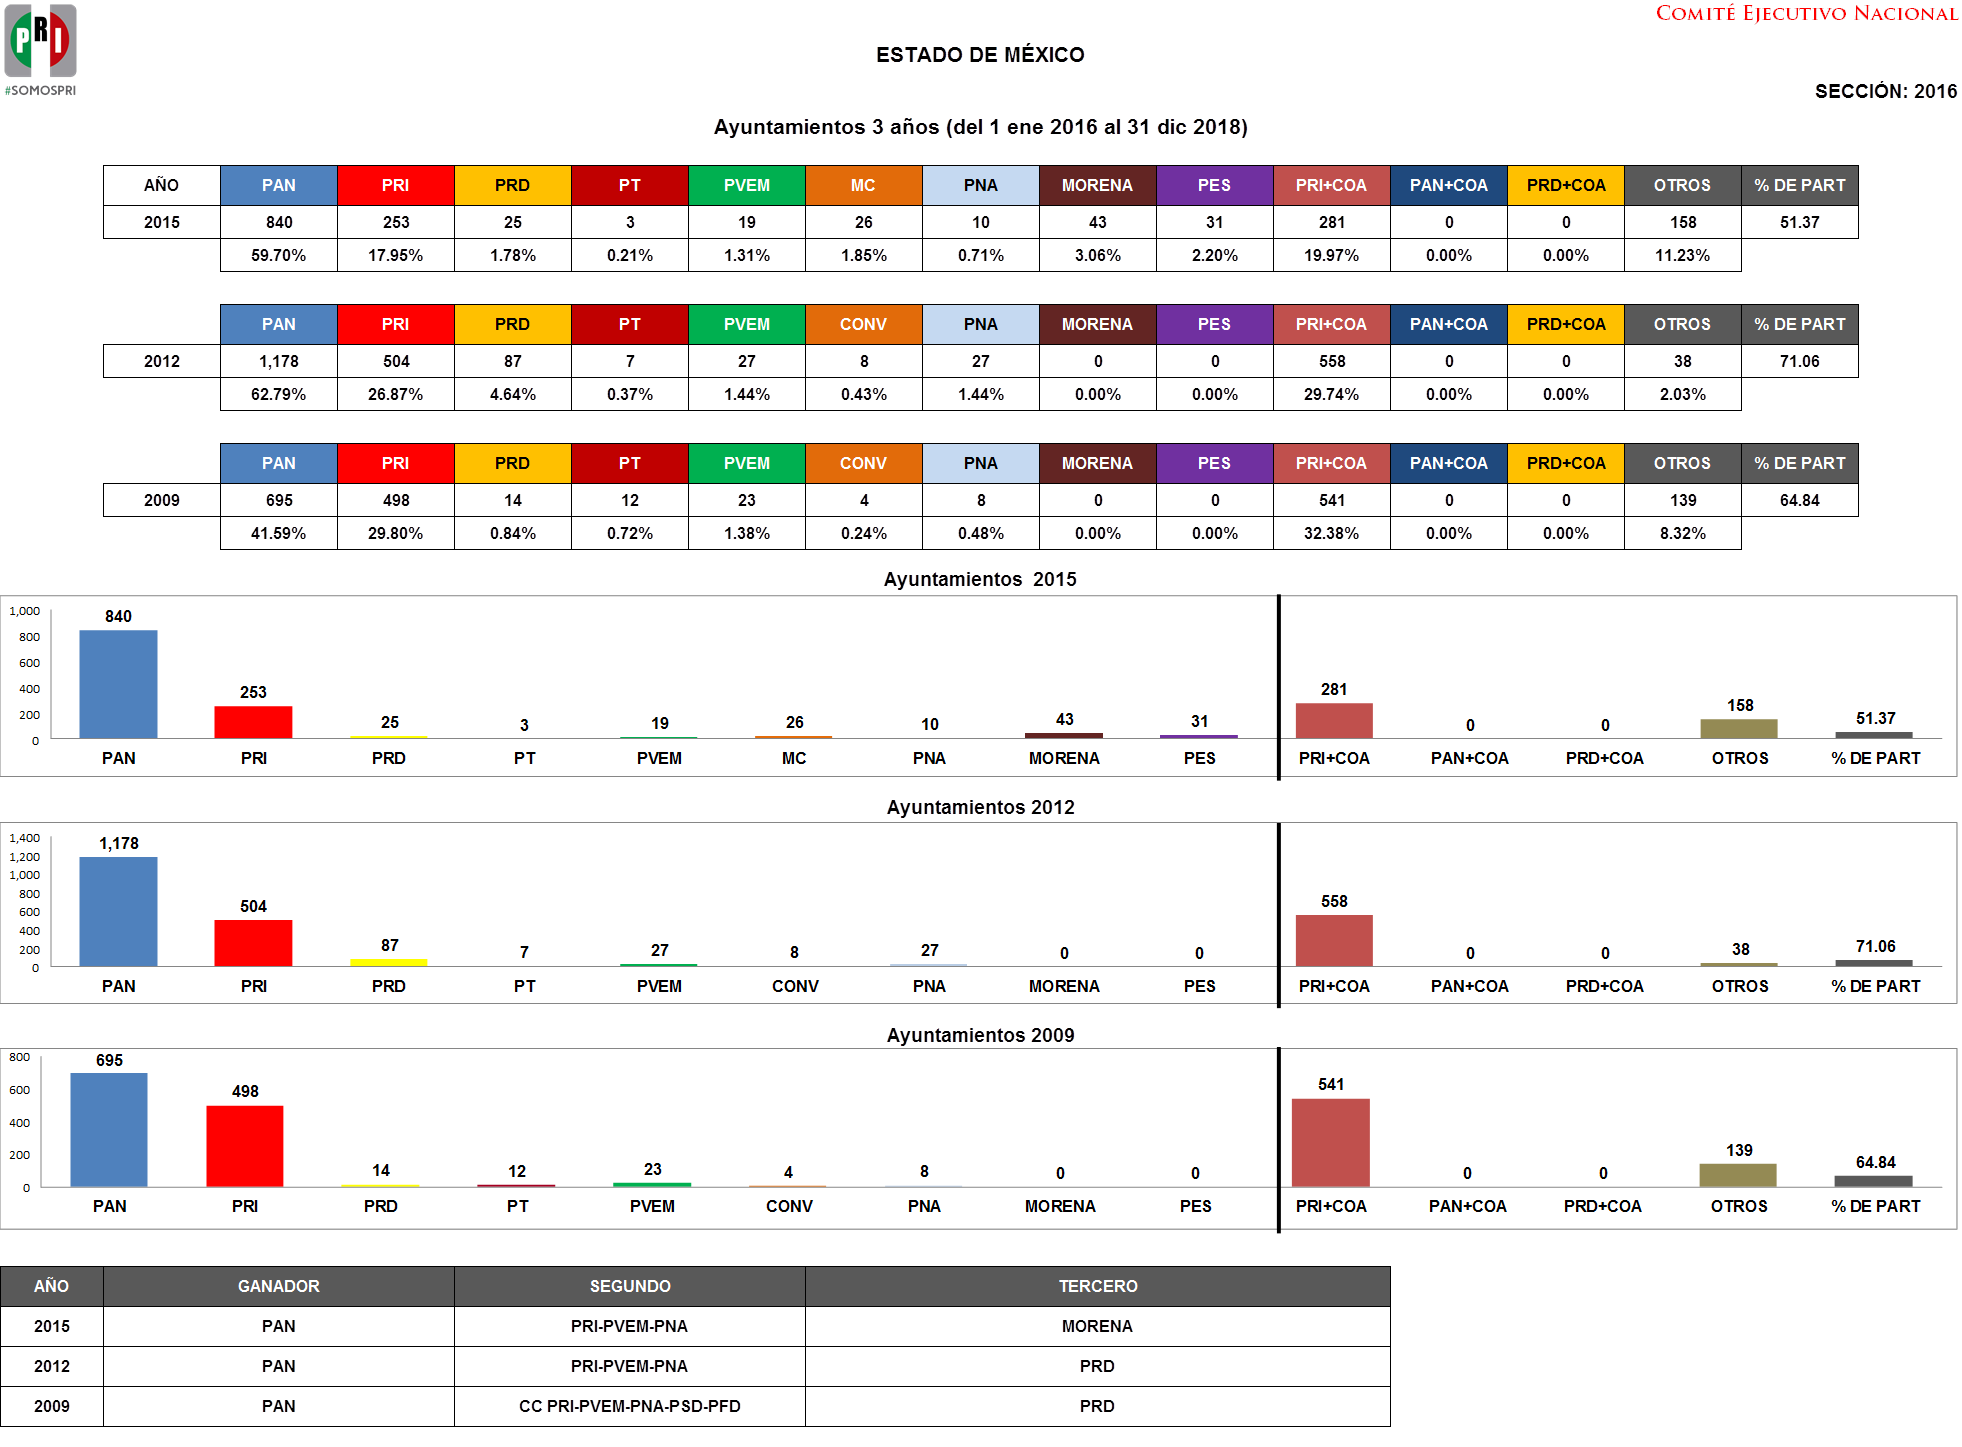 PRI
#SOMOSPRI
COMITÉ EJECUTIVO NACIONAL
ESTADO DE MÉXICO
SECCIÓN: 2016
Ayuntamientos 3 años (del 1 ene 2016 al 31 dic 2018)
AÑO PAN PRI PRD PT PVEM MC PNA MORENA PES PRI+COA PAN+COA PRD+COA OTROS % DE PART
2015 840 253 25 3 19 26 10 43 31 281 0 0 158 51.37
59.70% 17.95% 1.78% 0.21% 1.31% 1.85% 0.71% 3.06% 2.20% 19.97% 0.00% 0.00% 11.23%
PAN PRI PRD PT PVEM CONV PNA MORENA PES PRI+COA PAN+COA PRD+COA OTROS % DE PART
2012 1,178 504 87 7 27 8 27 0 0 558 0 0 38 71.06
62.79% 26.87% 4.64% 0.37% 1.44% 0.43% 1.44% 0.00% 0.00% 29.74% 0.00% 0.00% 2.03%
PAN PRI PRD PT PVEM CONV PNA MORENA PES PRI+COA PAN+COA PRD+COA OTROS % DE PART
2009 695 498 14 12 23 4 8 0 0 541 0 0 139 64.84
41.59% 29.80% 0.84% 0.72% 1.38% 0.24% 0.48% 0.00% 0.00% 32.38% 0.00% 0.00% 8.32%
Ayuntamientos 2015
1,000
800
600
400
200
0
840 253 25 3 19 26 10 43 31 281 0 0 158 51.37
PAN PRI PRD PT PVEM MC PNA MORENA PES PRI+COA PAN+COA PRD+COA OTROS % DE PART
Ayuntamientos 2012
1,400
1,200
1,000
800
600
400
200
0
1,178 504 87 7 27 8 27 0 0 558 0 0 38 71.06
PAN PRI PRD PT PVEM CONV PNA MORENA PES PRI+COA PAN+COA PRD+COA OTROS % DE PART
Ayuntamientos 2009
800
600
400
200
0
695 498 14 12 23 4 8 0 0 541 0 0 139 64.84
PAN PRI PRD PT PVEM CONV PNA MORENA PES PRI+COA PAN+COA PRD+COA OTROS % DE PART
AÑO GANADOR SEGUNDO TERCERO
2015 PAN PRI-PVEM-PNA MORENA
2012 PAN PRI-PVEM-PNA PRD
2009 PAN CC PRI-PVEM-PNA-PSD-PFD PRD